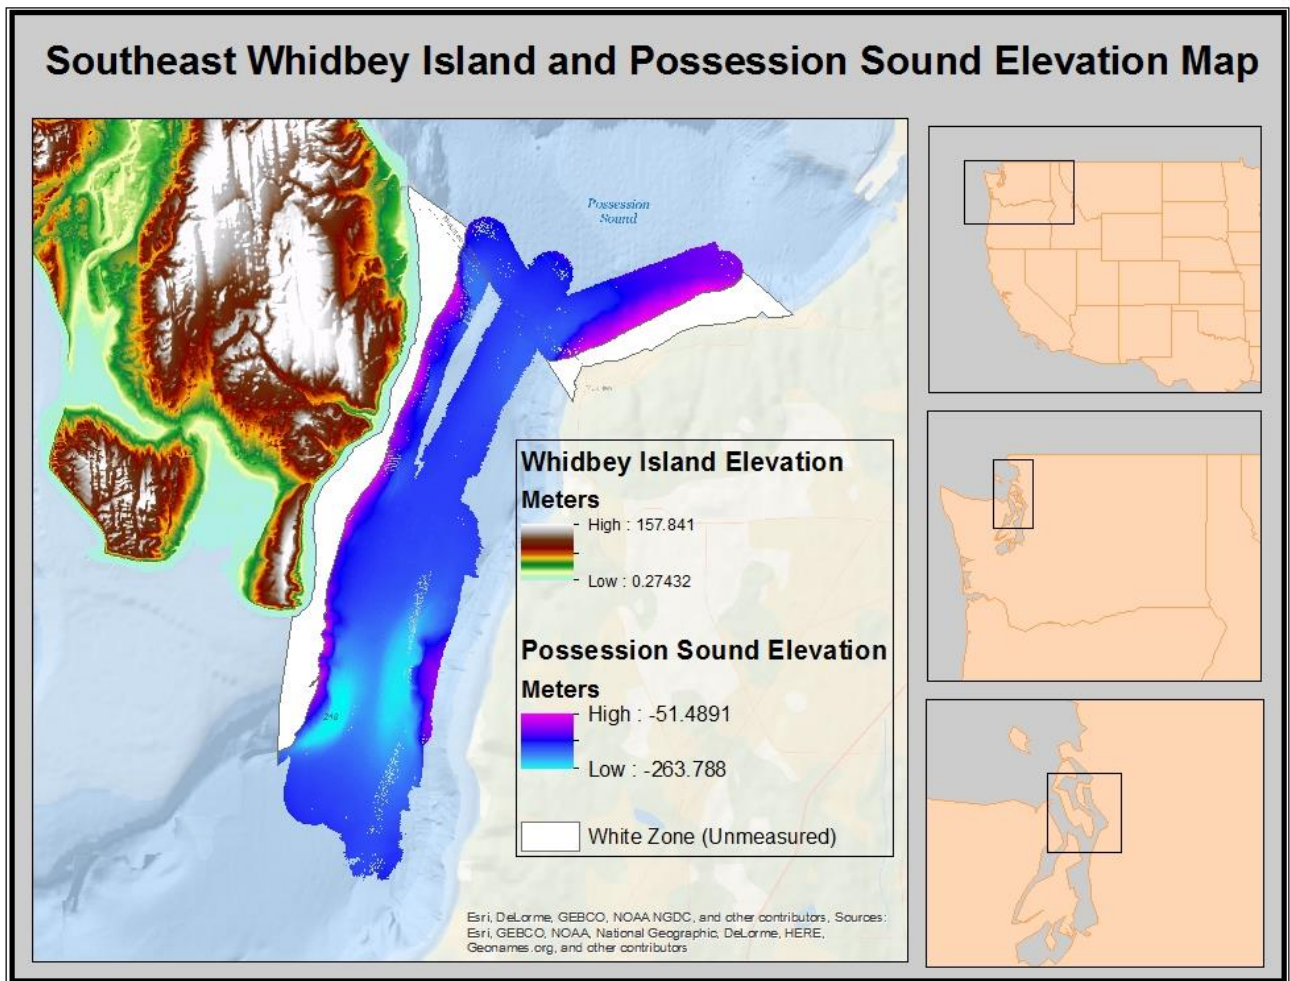 Southeast Whidbey Island and Possession Sound Elevation Map
Possession
Sound
248
Whidbey Island Elevation
Meters
High : 157.841
Low : 0.27432
Possession Sound Elevation
Meters
High : -51.4891
Low : -263.788
White Zone (Unmeasured)
Esri, DeLorme, GEBCO, NOAA NGDC, and other contributors, Sources:
Esri, GEBCO, NOAA, National Geographic, DeLorme, HERE,
Geonames.org, and other contributors